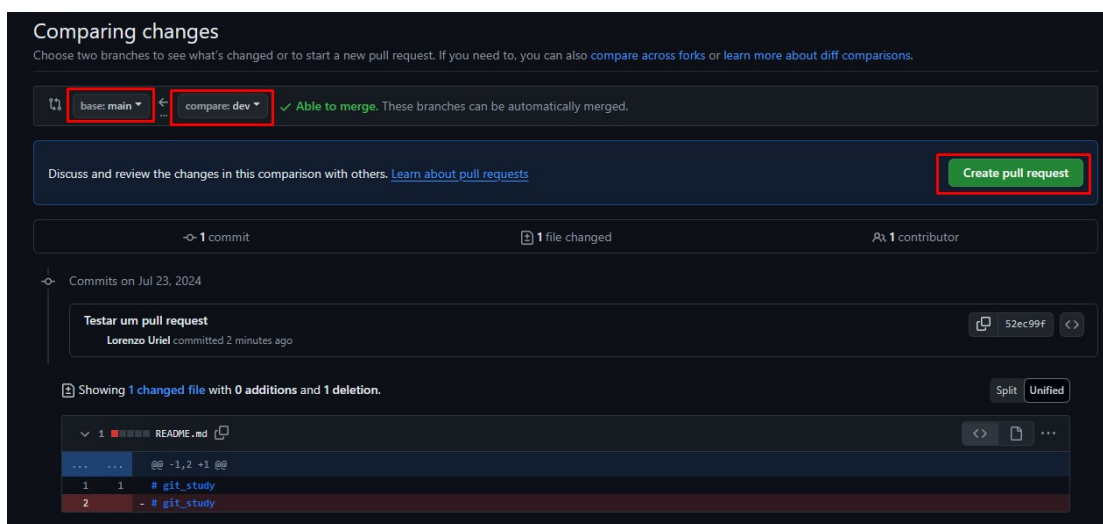 Comparing changes
Choose two branches to see what's changed or to start a new pull request. If you need to, you can also compare across forks or learn more about diff comparisons.
base: main compare: dev ✓ Able to merge. These branches can be automatically merged.
Discuss and review the changes in this comparison with others. Learn about pull requests Create pull request
1 commit 1 file changed 1 contributor
Commits on Jul 23, 2024
Testar um pull request
52ec99f
Lorenzo Uriel committed 2 minutes ago
Showing 1 changed file with 0 additions and 1 deletion. Split Unified
1 README.md
... ... @@ -1,2 +1 @@
1 1 # git_study
2 - # git_study